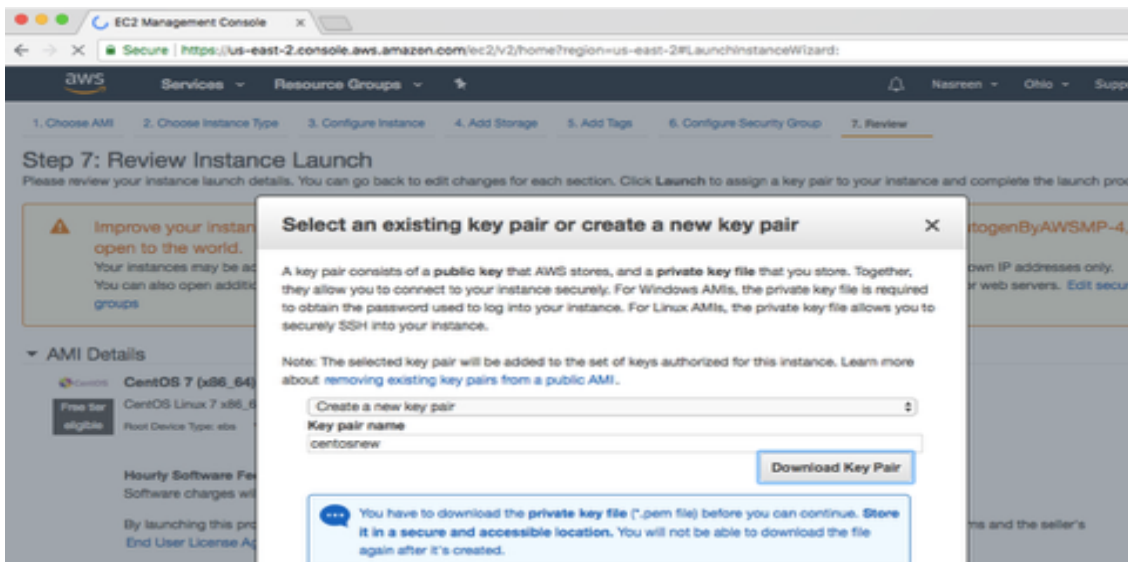 EC2 Management Console
Secure | https://us-east-2.console.aws.amazon.com/ec2/v2/home?region=us-east-2#LaunchInstanceWizard:
aws Services Resource Groups Nasreen Ohio Supp
1. Choose AMI 2. Choose Instance Type 3. Configure Instance 4. Add Storage 5. Add Tags 6. Configure Security Group 7. Review
Step 7: Review Instance Launch
Please review your instance launch details. You can go back to edit changes for each section. Click Launch to assign a key pair to your instance and complete the launch proc
Improve your instan
togenByAWSMP-4,
open to the world.
Your instances may be ac
own IP addresses only.
You can also open additic
or web servers. Edit secur
groups
Select an existing key pair or create a new key pair
A key pair consists of a public key that AWS stores, and a private key file that you store. Together,
they allow you to connect to your instance securely. For Windows AMIs, the private key file is required
to obtain the password used to log into your instance. For Linux AMIs, the private key file allows you to
securely SSH into your instance.
Note: The selected key pair will be added to the set of keys authorized for this instance. Learn more
about removing existing key pairs from a public AMI.
Create a new key pair
Key pair name
centosnew
Download Key Pair
You have to download the private key file (*.pem file) before you can continue. Store
it in a secure and accessible location. You will not be able to download the file
again after it's created.
AMI Details
CentOS CentOS 7 (x86_64)
Free tier
eligible
CentOS Linux 7 x86_6
Root Device Type: ebs
Hourly Software Fe
Software charges wil
By launching this pro
ms and the seller's
End User License Ag